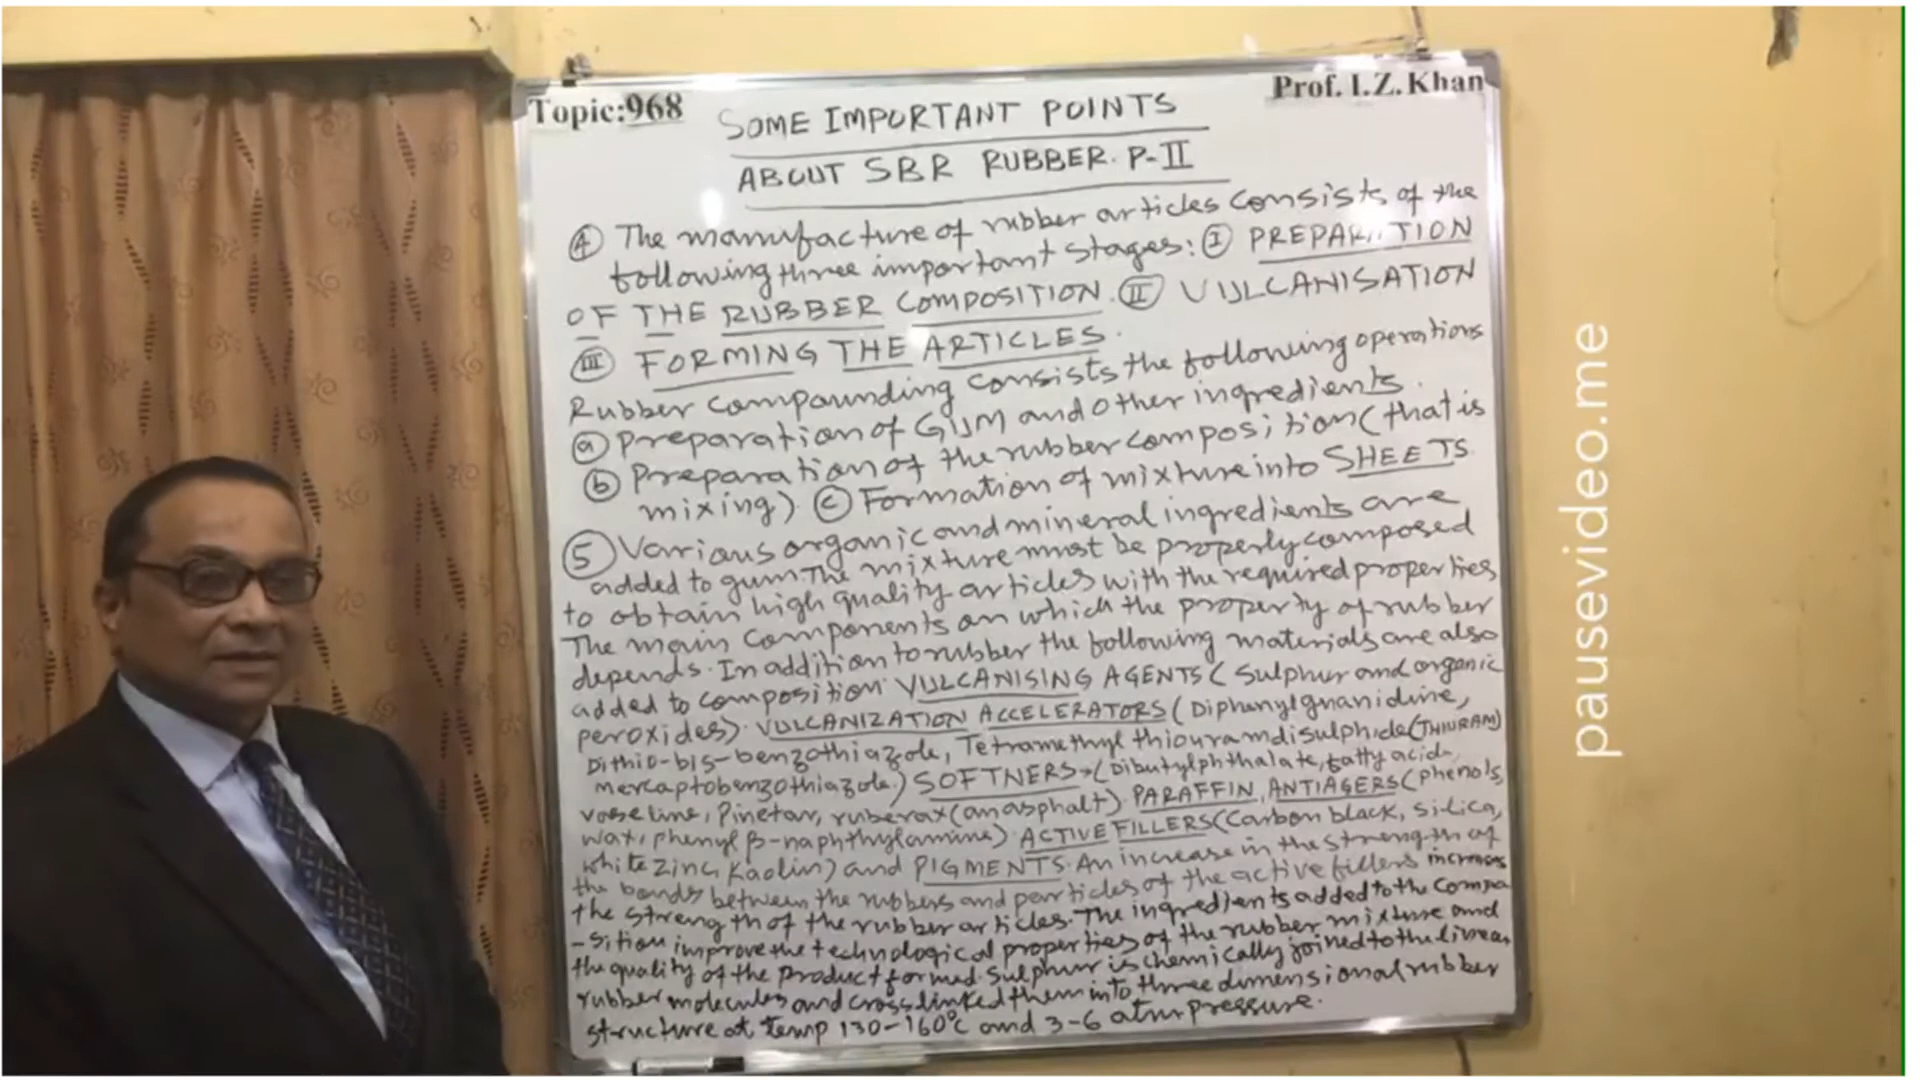 Topic:968
Prof. I.Z. Khan
SOME IMPORTANT POINTS
ABOUT SBR RUBBER. P-II
④ The manufacture of rubber articles consists of the
following three important stages: Ⓘ PREPARATION
OF THE RUBBER COMPOSITION. Ⅱ VULCANISATION
Ⅲ FORMING THE ARTICLES.
Rubber compounding consists the following operations
ⓐ Preparation of GUM and other ingredients.
ⓑ Preparation of the rubber composition (that is
mixing) ⓒ Formation of mixture into SHEETS
⑤ Various organic and mineral ingredients are
added to gum. The mixture must be properly composed
to obtain high quality articles with the required properties
The main components on which the property of rubber
depends. In addition to rubber the following materials are also
added to composition VULCANISING AGENTS (Sulphur and organic
peroxides). VULCANIZATION ACCELERATORS (Diphenylguanidine,
Dithio-bis-benzothiazole, Tetramethyl thiouramdisulphide (THIURAM)
mercaptobenzothiazole.) SOFTNERS→(Dibutylphthalate, fatty acid,
vaseline, Pinetar, ruberax (an asphalt). PARAFFIN, ANTIAGERS (phenols,
wax, phenyl β-naphthylamine) ACTIVE FILLERS (Carbon black, silica,
white Zinc, Kaolin) and PIGMENTS. An increase in the strength of
the bonds between the rubbers and particles of the active fillers increases
the strength of the rubber articles. The ingredients added to the compo
-sition improve the technological properties of the rubber mixture and
the quality of the product formed. Sulphur is chemically joined to the linear
rubber molecules and cross linked them into three dimensional rubber
structure at temp 130-160°C and 3-6 atm pressure.
pausevideo.me